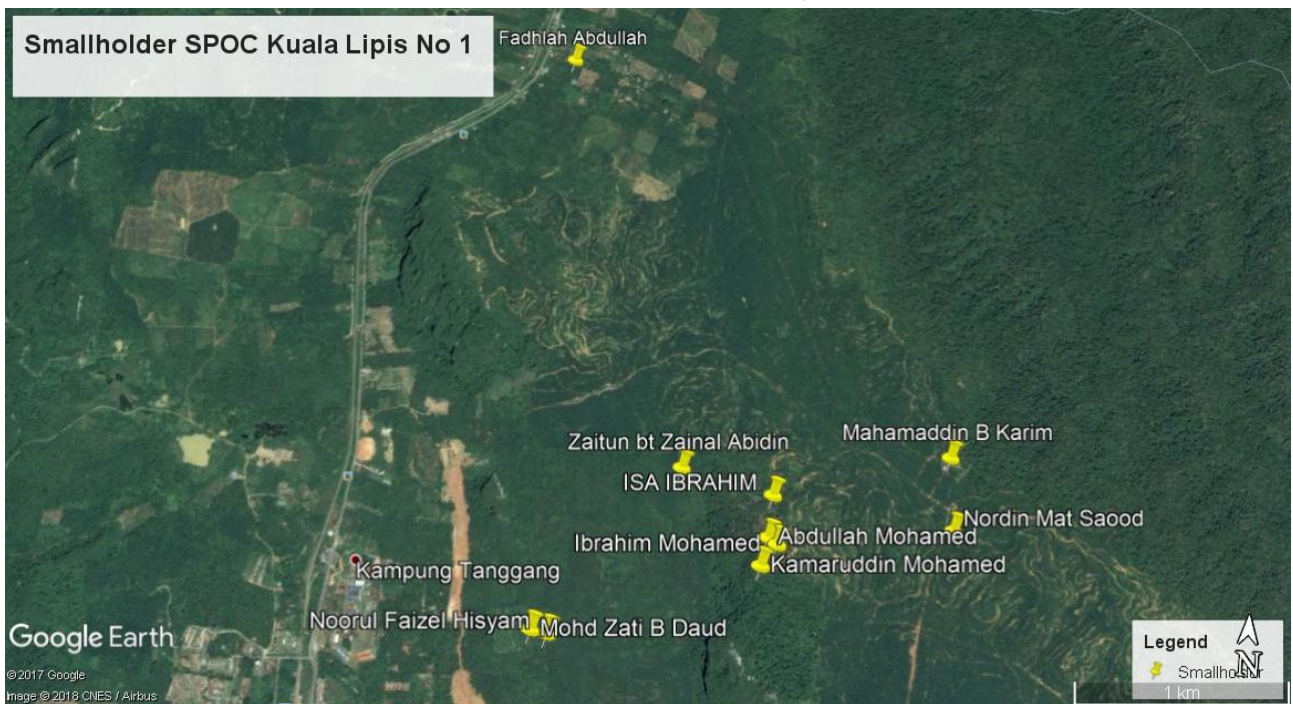 Smallholder SPOC Kuala Lipis No 1
Fadhlah Abdullah
Zaitun bt Zainal Abidin
Mahamaddin B Karim
ISA IBRAHIM
Nordin Mat Saood
Ibrahim Mohamed
Abdullah Mohamed
Kamaruddin Mohamed
Kampung Tanggang
Noorul Faizel Hisyam
Mohd Zati B Daud
Google Earth
©2017 Google
Image © 2018 CNES / Airbus
Legend
N
Smallholder
1 km